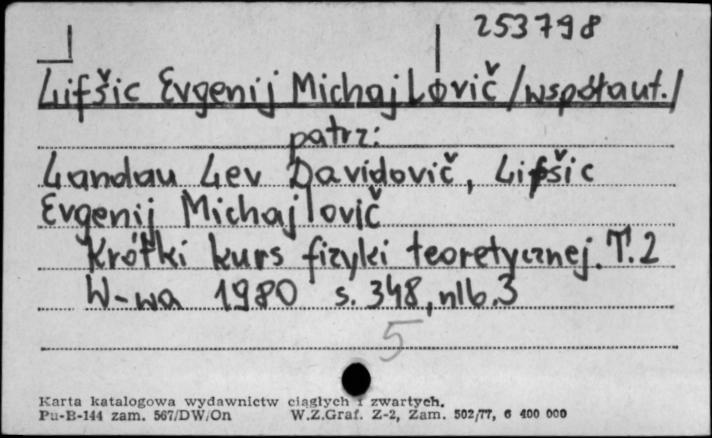 253798
Lifšic Evgenij Michajlovič /współaut./
patrz:
Landau Lev Davidovič, Lifšic
Evgenij Michajlovič
Krótki kurs fizyki teoretycznej. T. 2
W-wa 1980 s. 348, nlb. 3
5
Karta katalogowa wydawnictw ciągłych i zwartych.
Pu-B-144 zam. 567/DW/On W.Z.Graf. Z-2, Zam. 502/77, 6 400 000